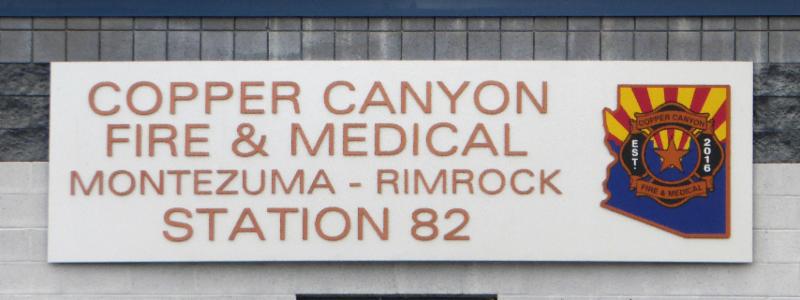 COPPER CANYON
FIRE & MEDICAL
MONTEZUMA - RIMROCK
STATION 82
COPPER CANYON
EST. 2016
FIRE & MEDICAL